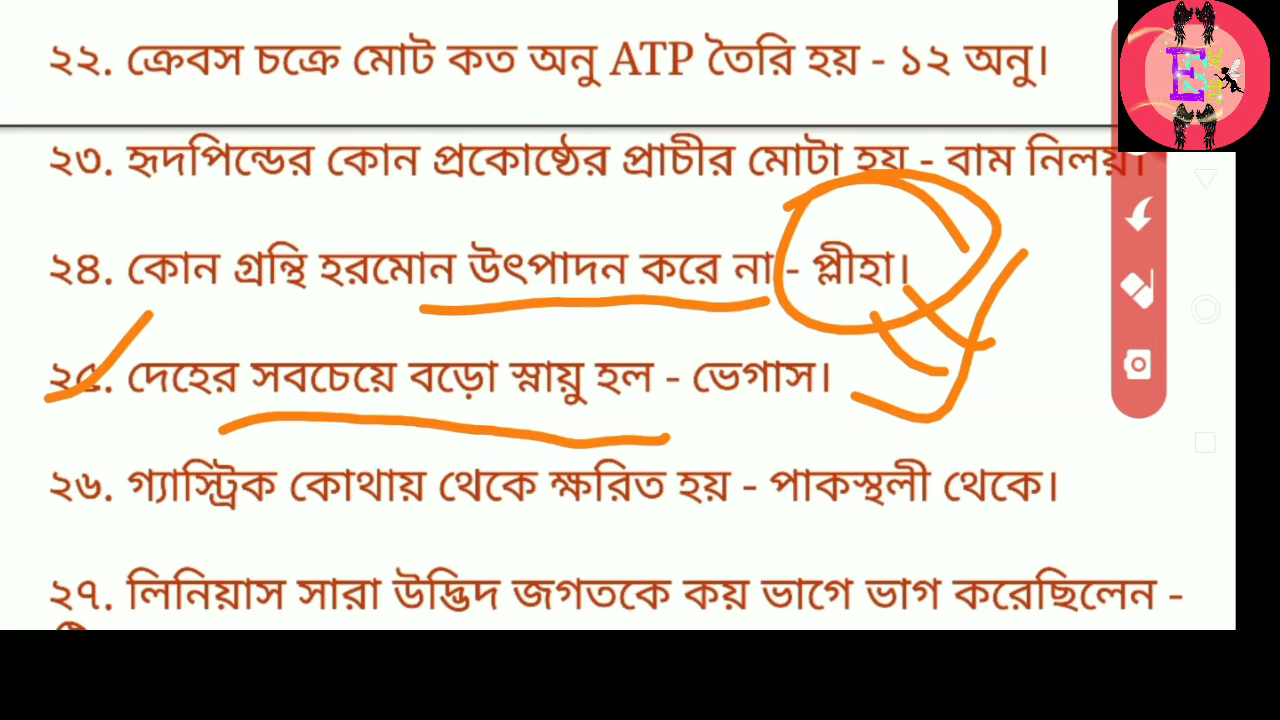 ২২. ক্রেবস চক্রে মোট কত অনু ATP তৈরি হয় - ১২ অনু।
২৩. হৃদপিন্ডের কোন প্রকোষ্ঠের প্রাচীর মোটা হয় - বাম নিলয়।
২৪. কোন গ্রন্থি হরমোন উৎপাদন করে না - প্লীহা।
২৫. দেহের সবচেয়ে বড়ো স্নায়ু হল - ভেগাস।
২৬. গ্যাস্ট্রিক কোথায় থেকে ক্ষরিত হয় - পাকস্থলী থেকে।
২৭. লিনিয়াস সারা উদ্ভিদ জগতকে কয় ভাগে ভাগ করেছিলেন -